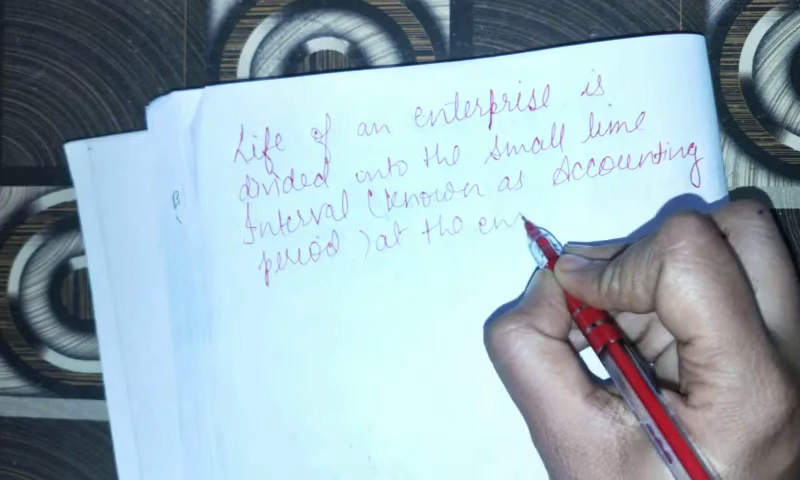 Life of an enterprise is
divided into the small time
Interval (known as Accounting
period) at the en